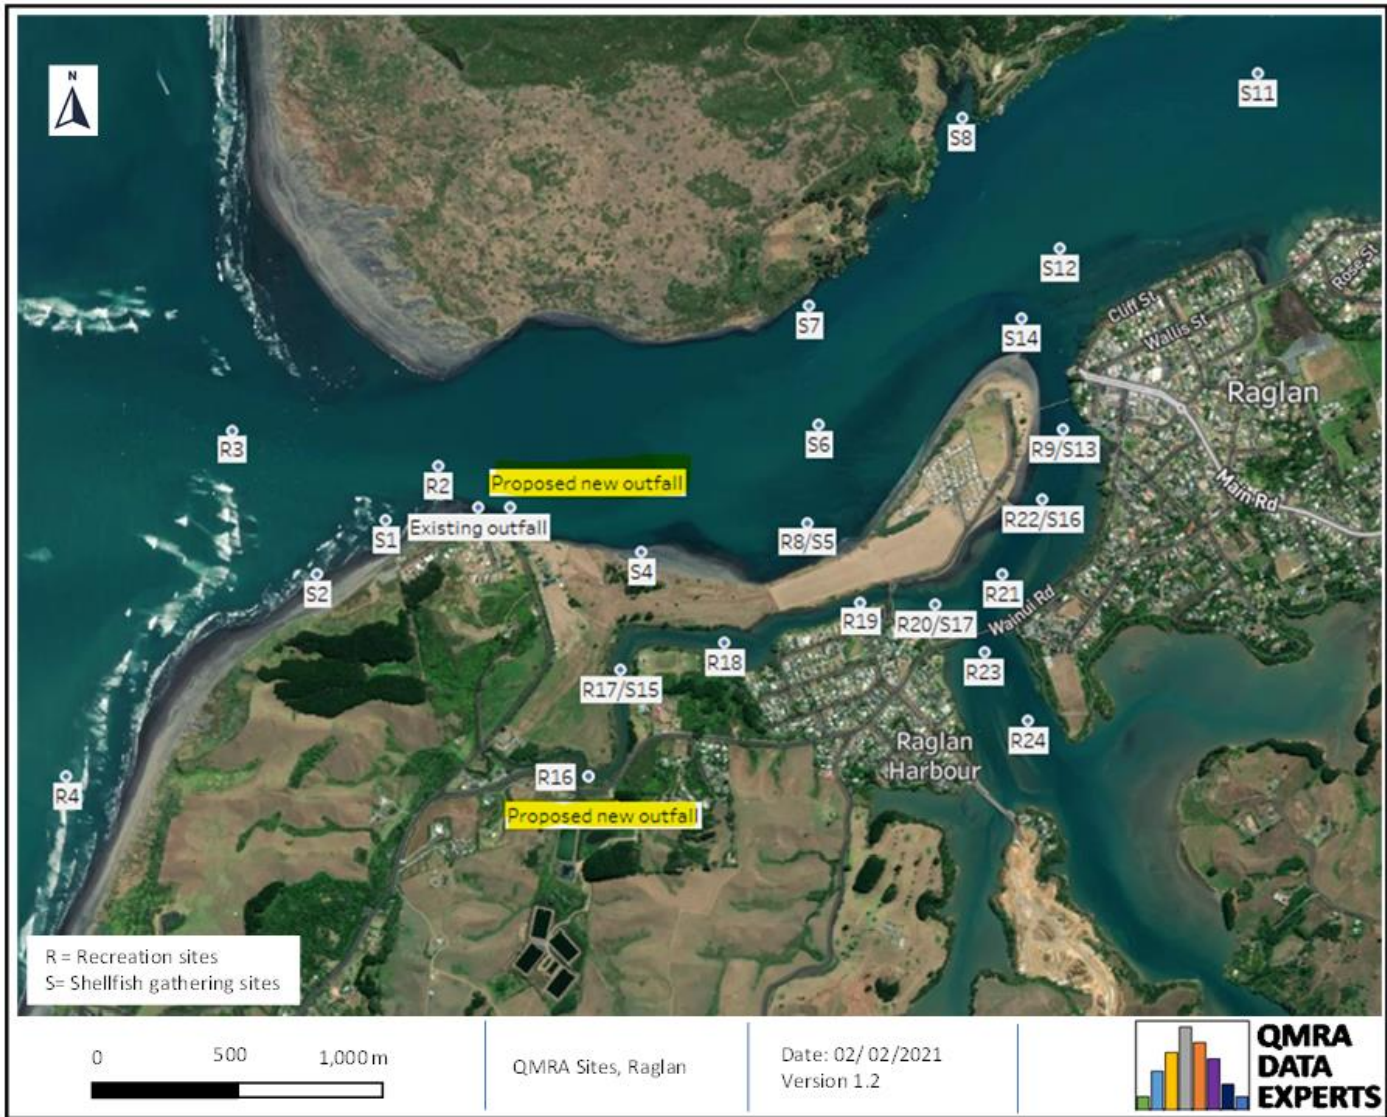 N
S11
S8
S12
Rose St
S7
Cliff St
S14
Wallis St
Raglan
R3
S6
R9/S13
R2
Proposed new outfall
Main Rd
S1
Existing outfall
R8/S5
R22/S16
S2
S4
R21
R19
R20/S17
Wainui Rd
R18
R23
R17/S15
R24
Raglan
Harbour
R16
R4
Proposed new outfall
R = Recreation sites
S= Shellfish gathering sites
0 500 1,000 m
QMRA Sites, Raglan
Date: 02/ 02/2021
Version 1.2
QMRA
DATA
EXPERTS